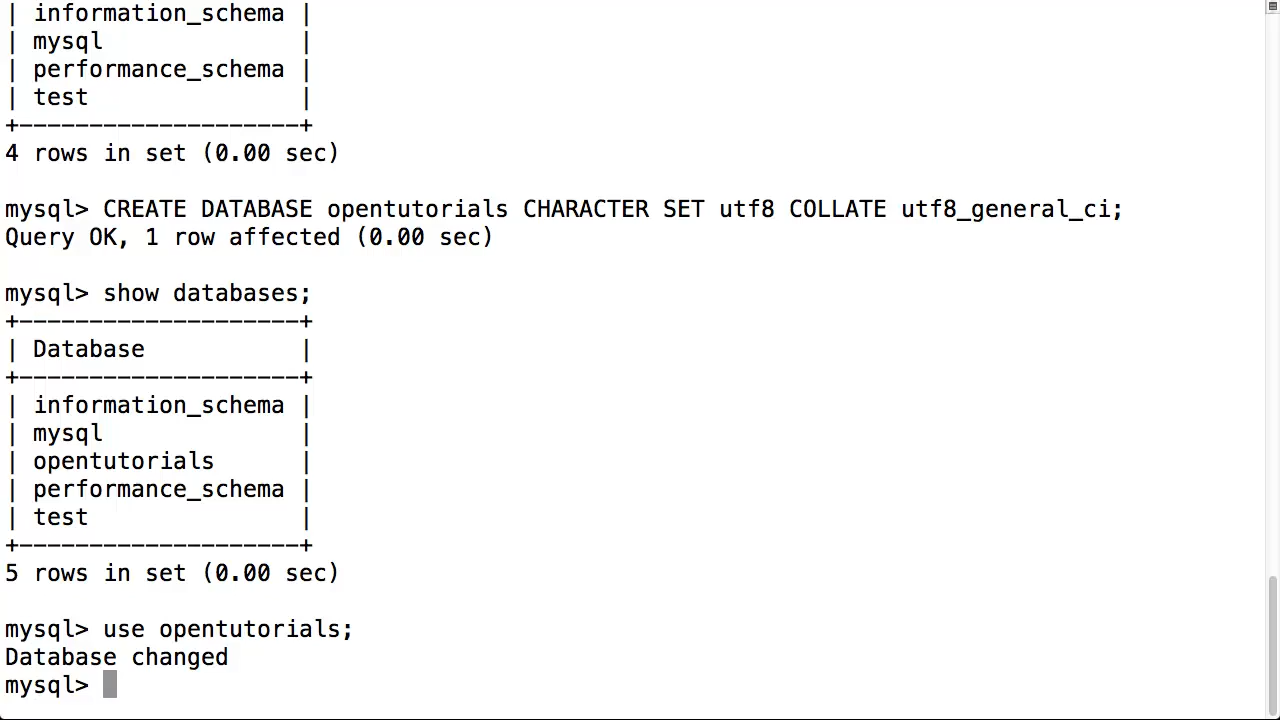 | information_schema |
| mysql              |
| performance_schema |
| test               |
+--------------------+
4 rows in set (0.00 sec)
mysql> CREATE DATABASE opentutorials CHARACTER SET utf8 COLLATE utf8_general_ci;
Query OK, 1 row affected (0.00 sec)
mysql> show databases;
+--------------------+
| Database           |
+--------------------+
| information_schema |
| mysql              |
| opentutorials      |
| performance_schema |
| test               |
+--------------------+
5 rows in set (0.00 sec)
mysql> use opentutorials;
Database changed
mysql>